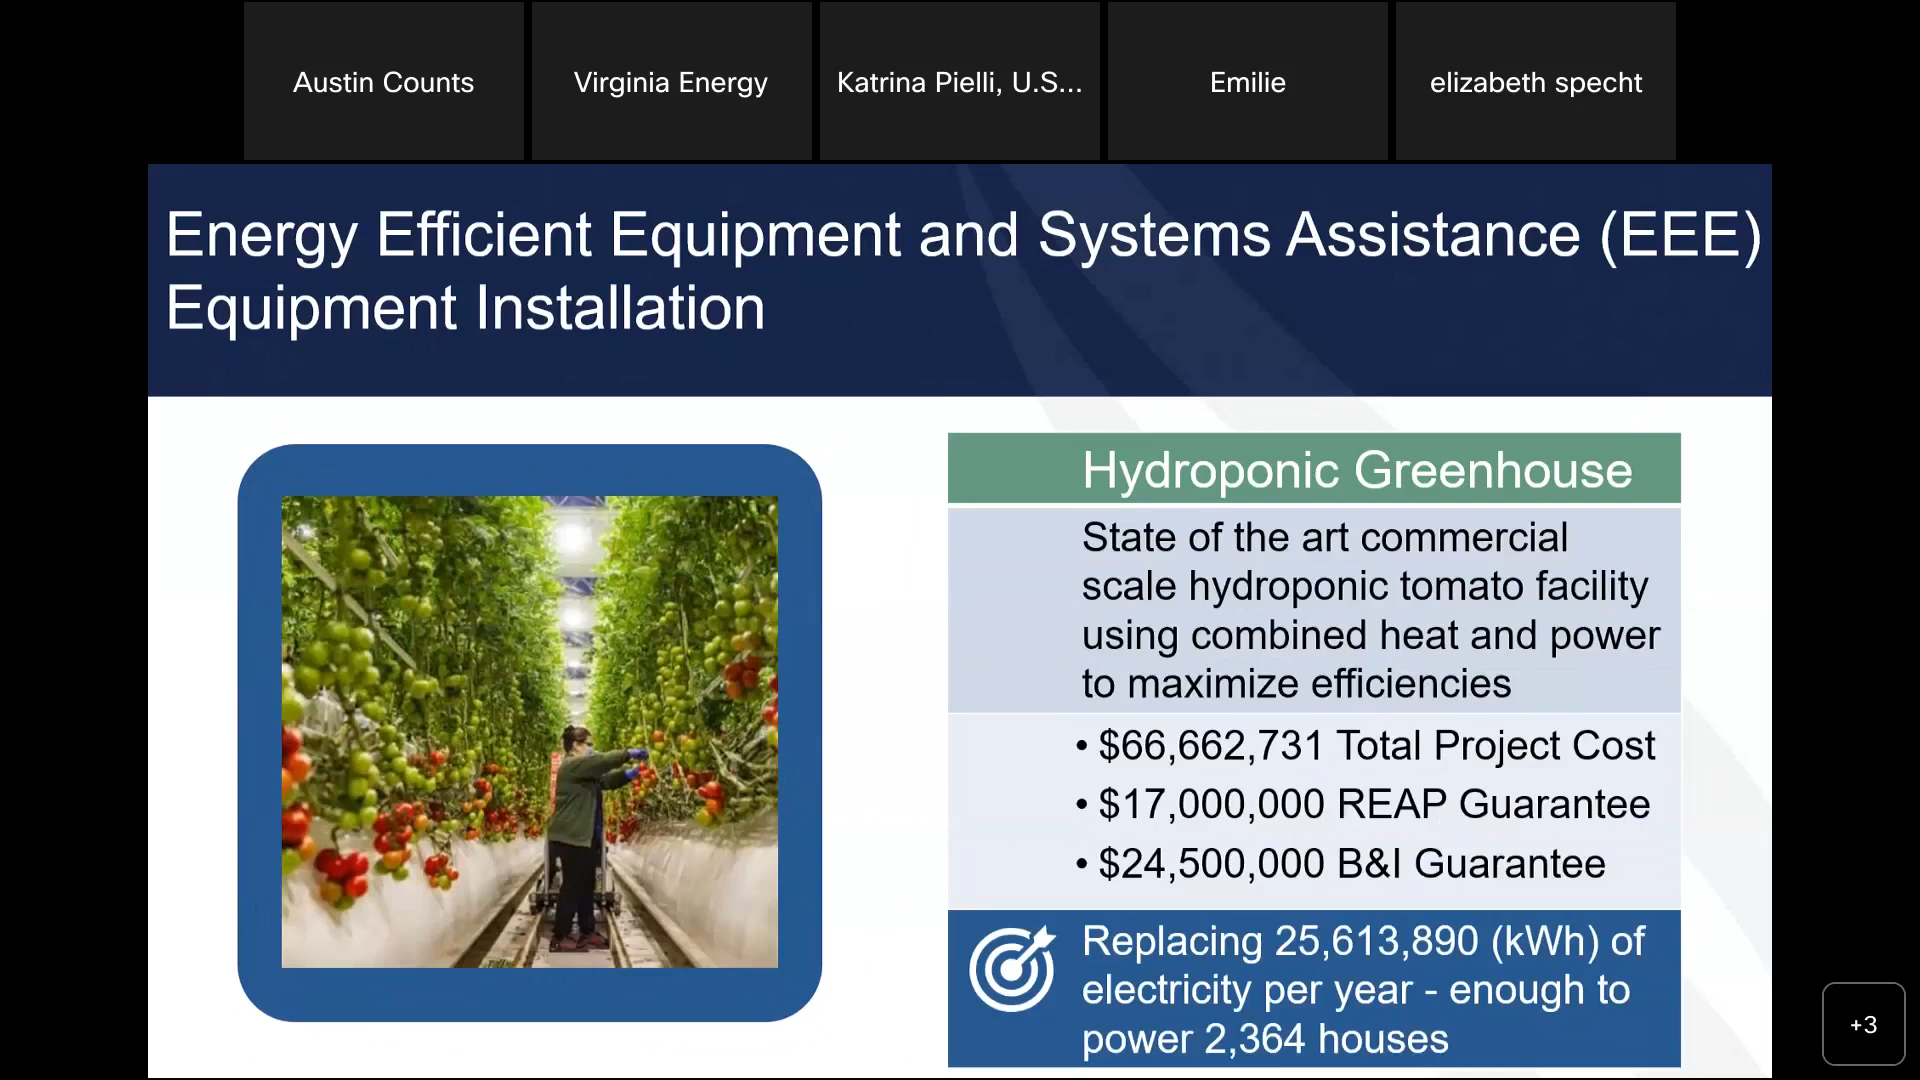 Austin Counts
Virginia Energy
Katrina Pielli, U.S...
Emilie
elizabeth specht
Energy Efficient Equipment and Systems Assistance (EEE)
Equipment Installation
Hydroponic Greenhouse
State of the art commercial
scale hydroponic tomato facility
using combined heat and power
to maximize efficiencies
• $66,662,731 Total Project Cost
• $17,000,000 REAP Guarantee
• $24,500,000 B&I Guarantee
Replacing 25,613,890 (kWh) of
electricity per year - enough to
power 2,364 houses
+3